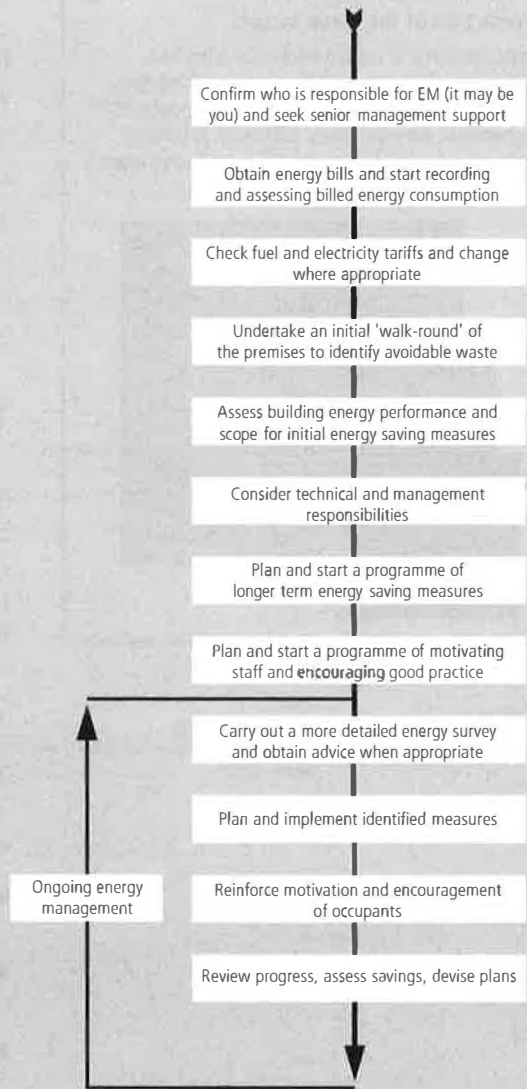 Confirm who is responsible for EM (it may be
you) and seek senior management support
Obtain energy bills and start recording
and assessing billed energy consumption
Check fuel and electricity tariffs and change
where appropriate
Undertake an initial 'walk-round' of
the premises to identify avoidable waste
Assess building energy performance and
scope for initial energy saving measures
Consider technical and management
responsibilities
Plan and start a programme of
longer term energy saving measures
Plan and start a programme of motivating
staff and encouraging good practice
Carry out a more detailed energy survey
and obtain advice when appropriate
Plan and implement identified measures
Ongoing energy
management
Reinforce motivation and encouragement
of occupants
Review progress, assess savings, devise plans